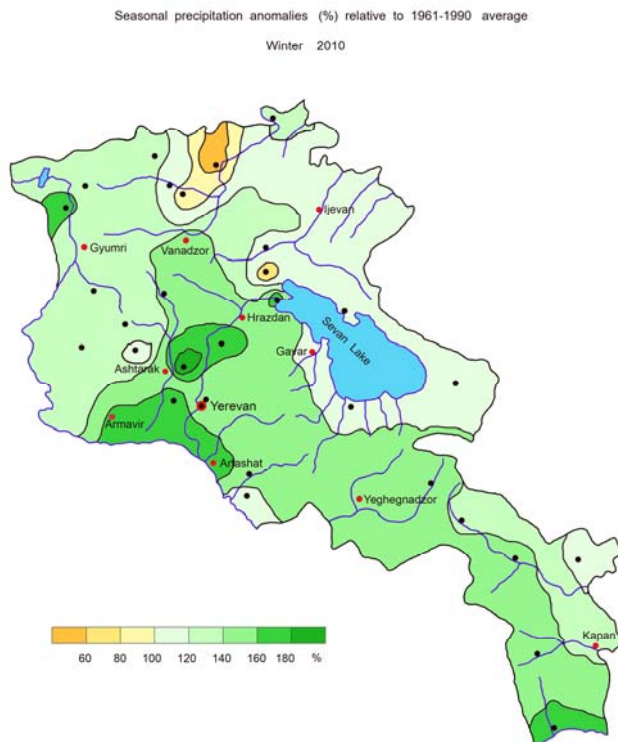 Seasonal precipitation anomalies (%) relative to 1961-1990 average
Winter 2010
Ijevan
Gyumri
Vanadzor
Hrazdan
Sevan Lake
Gavar
Ashtarak
Yerevan
Armavir
Artashat
Yeghegnadzor
Kapan
60 80 100 120 140 160 180 %